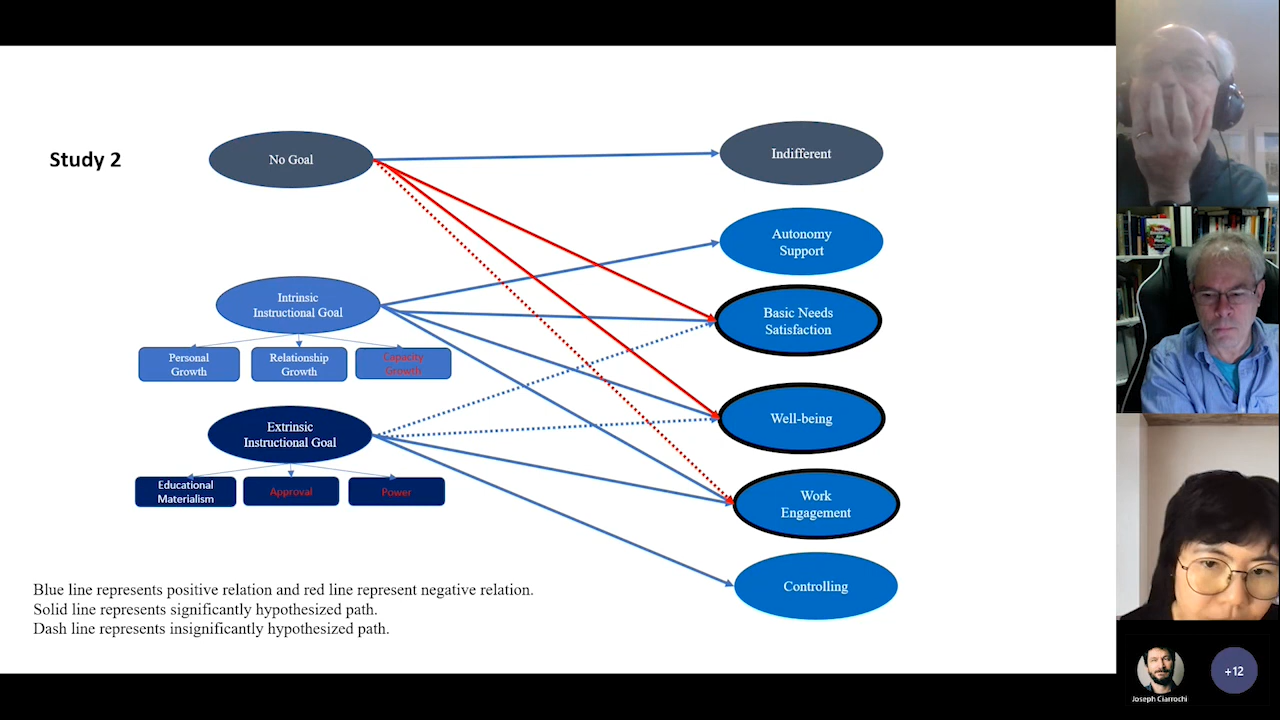 Study 2
No Goal
Indifferent
Autonomy
Support
Intrinsic
Instructional Goal
Basic Needs
Satisfaction
Personal
Growth
Relationship
Growth
Capacity
Growth
Extrinsic
Instructional Goal
Well-being
Educational
Materialism
Approval
Power
Work
Engagement
Controlling
Blue line represents positive relation and red line represent negative relation.
Solid line represents significantly hypothesized path.
Dash line represents insignificantly hypothesized path.
Joseph Ciarrochi
+12